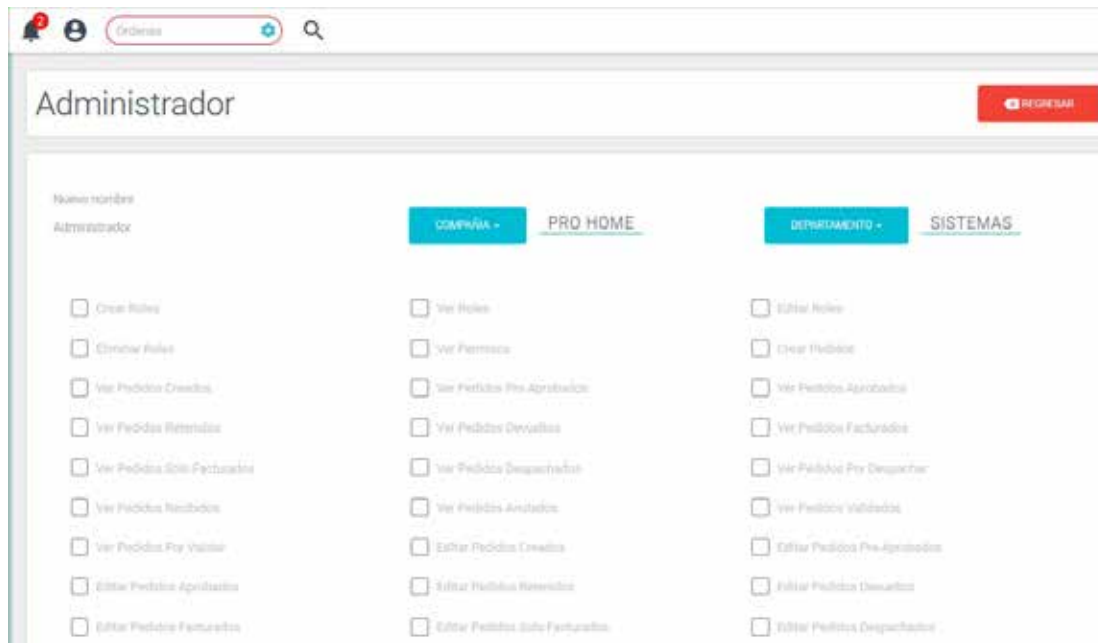 2
Órdenes
Administrador
REGRESAR
Nuevo nombre
Administrador
COMPAÑÍA
PRO HOME
DEPARTAMENTO
SISTEMAS
Crear Roles
Ver Roles
Editar Roles
Eliminar Roles
Ver Permisos
Crear Pedidos
Ver Pedidos Creados
Ver Pedidos Pre-Aprobados
Ver Pedidos Aprobados
Ver Pedidos Retenidos
Ver Pedidos Devueltos
Ver Pedidos Facturados
Ver Pedidos Sólo Facturados
Ver Pedidos Despachados
Ver Pedidos Por Despachar
Ver Pedidos Recibidos
Ver Pedidos Anulados
Ver Pedidos Validados
Ver Pedidos Por Validar
Editar Pedidos Creados
Editar Pedidos Pre-Aprobados
Editar Pedidos Aprobados
Editar Pedidos Retenidos
Editar Pedidos Devueltos
Editar Pedidos Facturados
Editar Pedidos Sólo Facturados
Editar Pedidos Despachados